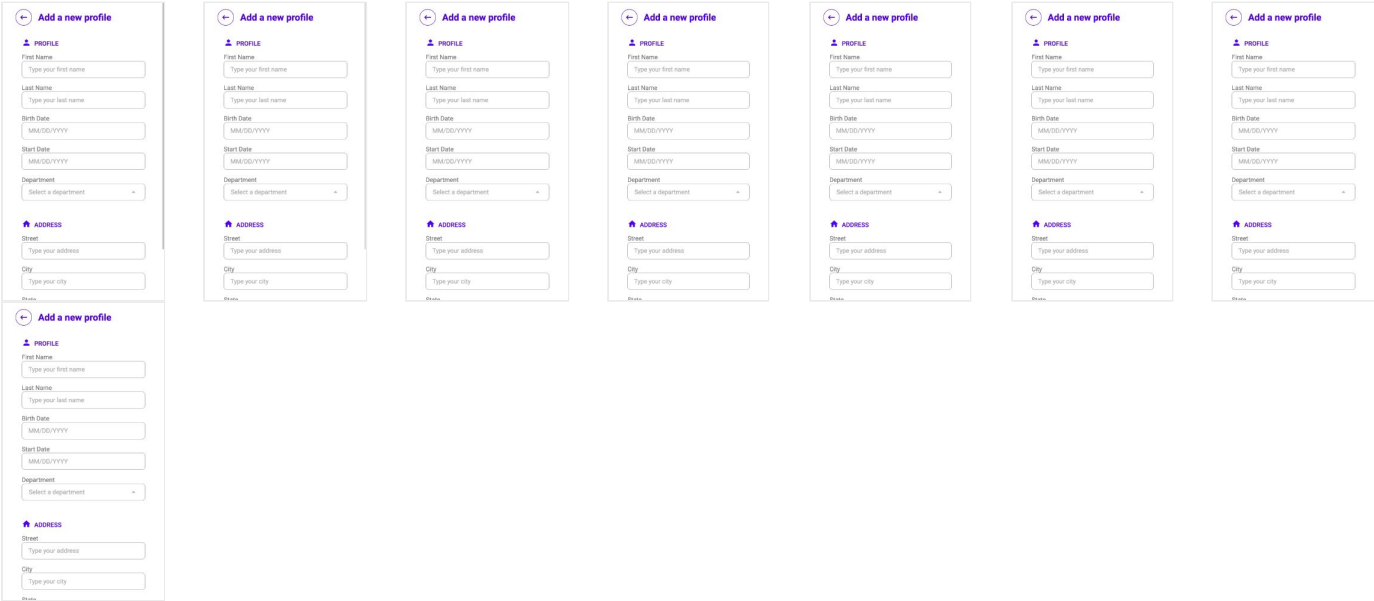 Add a new profile
PROFILE
First Name
Type your first name
Last Name
Type your last name
Birth Date
MM/DD/YYYY
Start Date
MM/DD/YYYY
Department
Select a department
ADDRESS
Street
Type your address
City
Type your city
State
Add a new profile
PROFILE
First Name
Type your first name
Last Name
Type your last name
Birth Date
MM/DD/YYYY
Start Date
MM/DD/YYYY
Department
Select a department
ADDRESS
Street
Type your address
City
Type your city
State
Add a new profile
PROFILE
First Name
Type your first name
Last Name
Type your last name
Birth Date
MM/DD/YYYY
Start Date
MM/DD/YYYY
Department
Select a department
ADDRESS
Street
Type your address
City
Type your city
State
Add a new profile
PROFILE
First Name
Type your first name
Last Name
Type your last name
Birth Date
MM/DD/YYYY
Start Date
MM/DD/YYYY
Department
Select a department
ADDRESS
Street
Type your address
City
Type your city
State
Add a new profile
PROFILE
First Name
Type your first name
Last Name
Type your last name
Birth Date
MM/DD/YYYY
Start Date
MM/DD/YYYY
Department
Select a department
ADDRESS
Street
Type your address
City
Type your city
State
Add a new profile
PROFILE
First Name
Type your first name
Last Name
Type your last name
Birth Date
MM/DD/YYYY
Start Date
MM/DD/YYYY
Department
Select a department
ADDRESS
Street
Type your address
City
Type your city
State
Add a new profile
PROFILE
First Name
Type your first name
Last Name
Type your last name
Birth Date
MM/DD/YYYY
Start Date
MM/DD/YYYY
Department
Select a department
ADDRESS
Street
Type your address
City
Type your city
State
Add a new profile
PROFILE
First Name
Type your first name
Last Name
Type your last name
Birth Date
MM/DD/YYYY
Start Date
MM/DD/YYYY
Department
Select a department
ADDRESS
Street
Type your address
City
Type your city
State